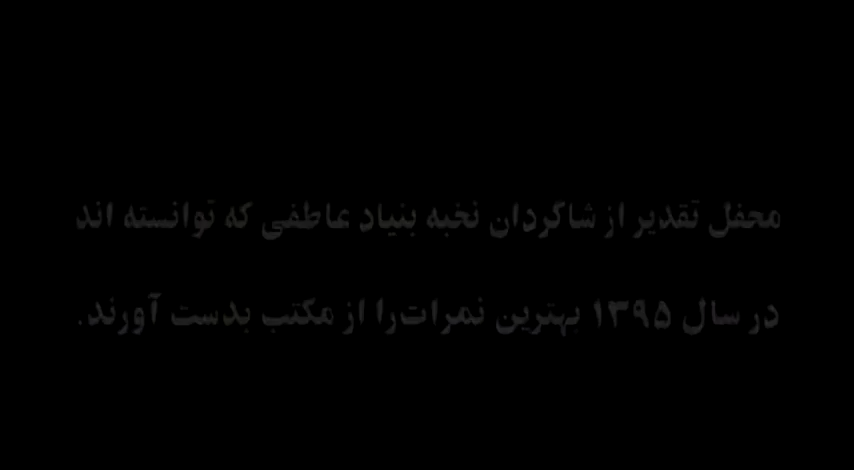 محفل تقدیر از شاگردان نخبه بنیاد عاطفی که توانسته اند
در سال ۱۳۹۵ بهترین نمرات‌را از مکتب بدست آورند.